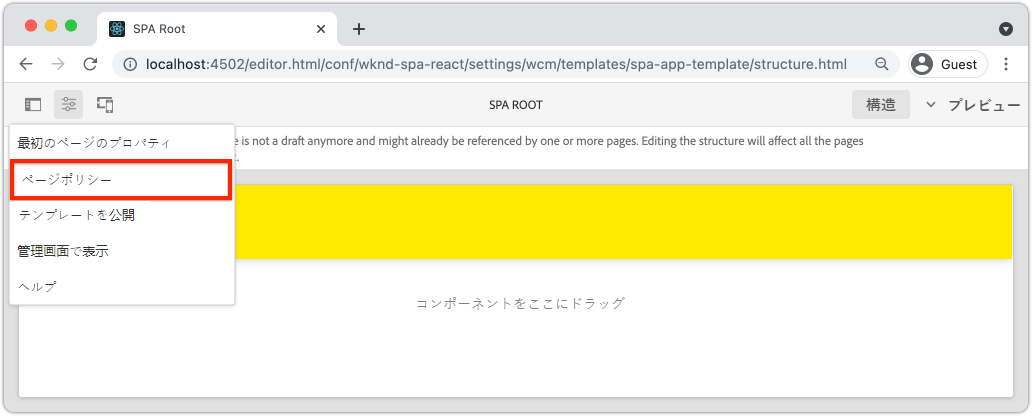 SPA Root
localhost:4502/editor.html/conf/wknd-spa-react/settings/wcm/templates/spa-app-template/structure.html
Guest
SPA ROOT
構造
プレビュー
最初のページのプロパティ
ページポリシー
テンプレートを公開
管理画面で表示
ヘルプ
is not a draft anymore and might already be referenced by one or more pages. Editing the structure will affect all the pages
コンポーネントをここにドラッグ